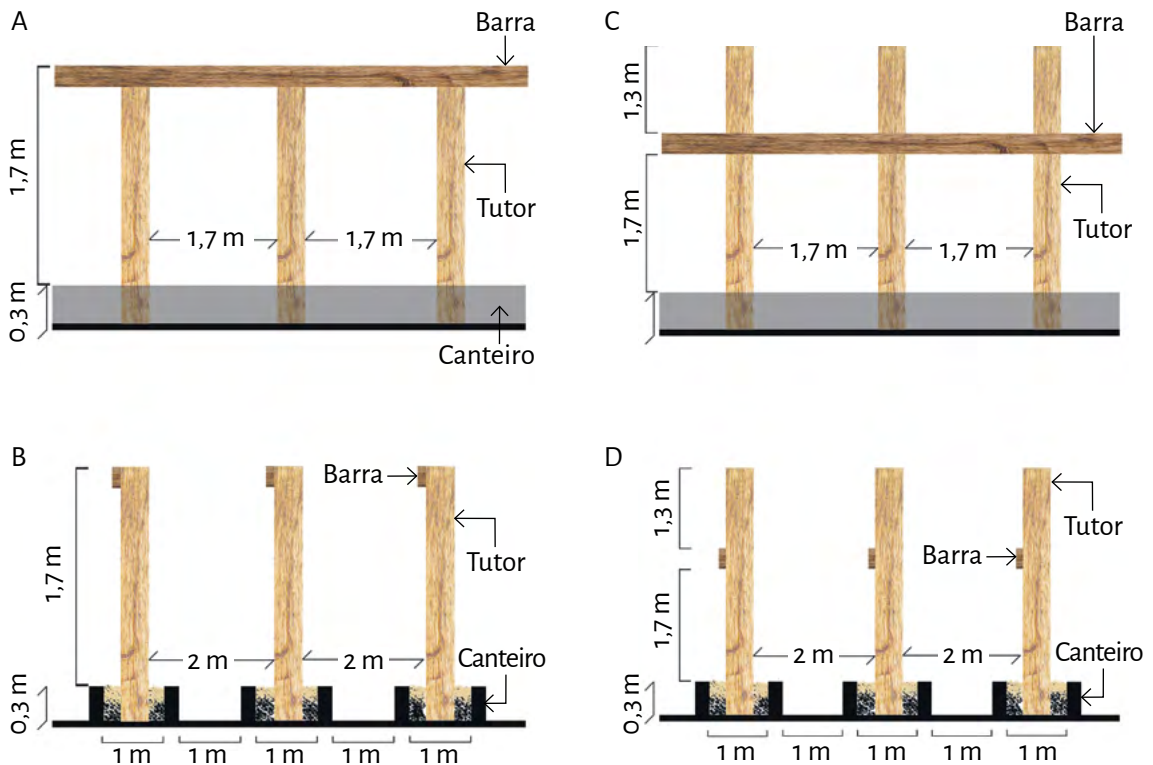 A
Barra
1,7 m
Tutor
1,7 m
1,7 m
0,3 m
Canteiro
C
Barra
1,3 m
1,7 m
Tutor
1,7 m
1,7 m
B
Barra
Tutor
1,7 m
2 m
2 m
Canteiro
0,3 m
1 m
1 m
1 m
1 m
1 m
D
1,3 m
Tutor
Barra
1,7 m
2 m
2 m
Canteiro
0,3 m
1 m
1 m
1 m
1 m
1 m